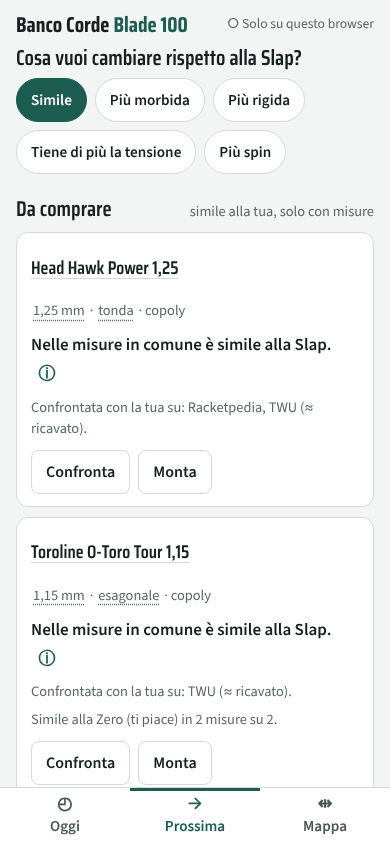 Banco Corde Blade 100
Solo su questo browser
Cosa vuoi cambiare rispetto alla Slap?
Simile
Più morbida
Più rigida
Tiene di più la tensione
Più spin
Da comprare
simile alla tua, solo con misure
Head Hawk Power 1,25
1,25 mm · tonda · copoly
Nelle misure in comune è simile alla Slap.
ⓘ
Confrontata con la tua su: Racketpedia, TWU (≈
ricavato).
Confronta
Monta
Toroline O-Toro Tour 1,15
1,15 mm · esagonale · copoly
Nelle misure in comune è simile alla Slap.
ⓘ
Confrontata con la tua su: TWU (≈ ricavato).
Simile alla Zero (ti piace) in 2 misure su 2.
Confronta
Monta
Oggi
Prossima
Mappa